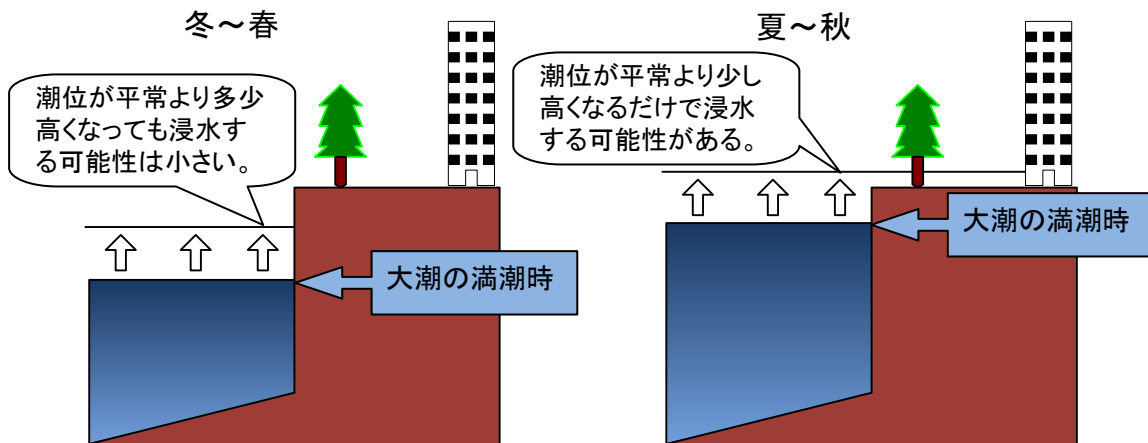 冬～春
潮位が平常より多少
高くなっても浸水す
る可能性は小さい。
大潮の満潮時
夏～秋
潮位が平常より少し
高くなるだけで浸水
する可能性がある。
大潮の満潮時